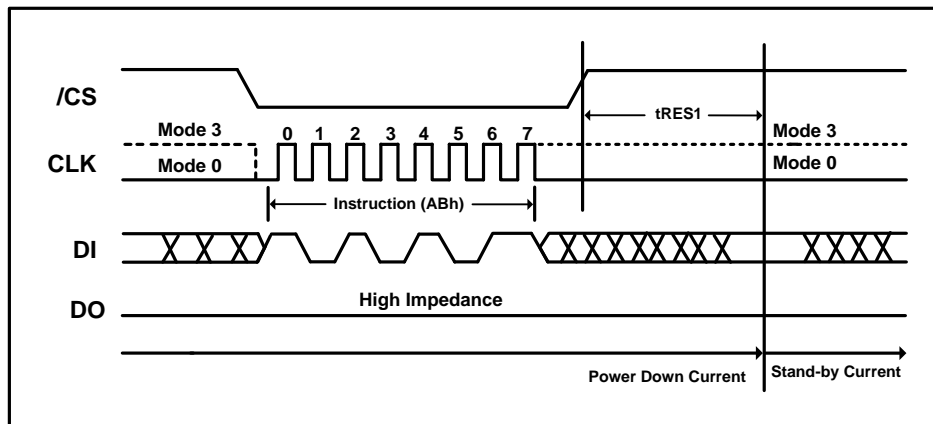 /CS
tRES1
Mode 3
0 1 2 3 4 5 6 7
Mode 3
CLK
Mode 0
Mode 0
Instruction (ABh)
DI
High Impedance
DO
Power Down Current
Stand-by Current